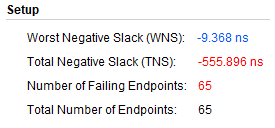 Setup
Worst Negative Slack (WNS): -9.368 ns
Total Negative Slack (TNS): -555.896 ns
Number of Failing Endpoints: 65
Total Number of Endpoints: 65